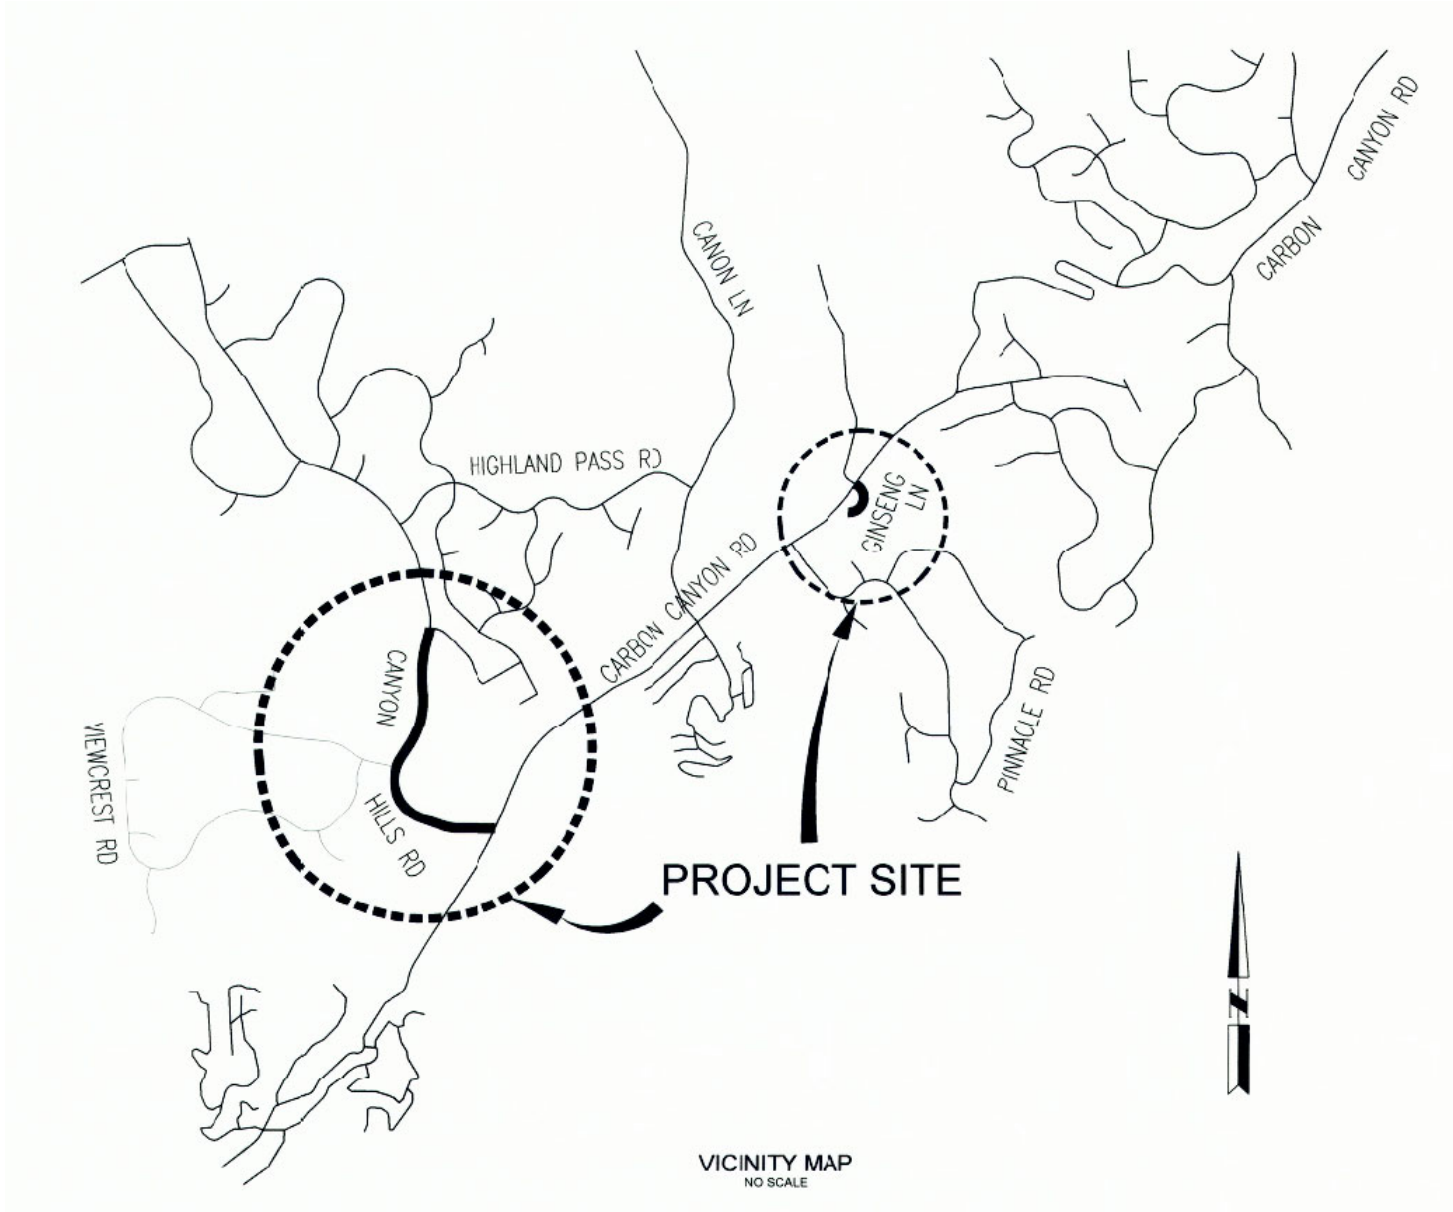 CANYON RD
CARBON
CANON LN
HIGHLAND PASS RD
GINSENG
LN
CARBON CANYON RD
CANYON
HILLS RD
VIEWCREST RD
PINNACLE RD
PROJECT SITE
N
VICINITY MAP
NO SCALE